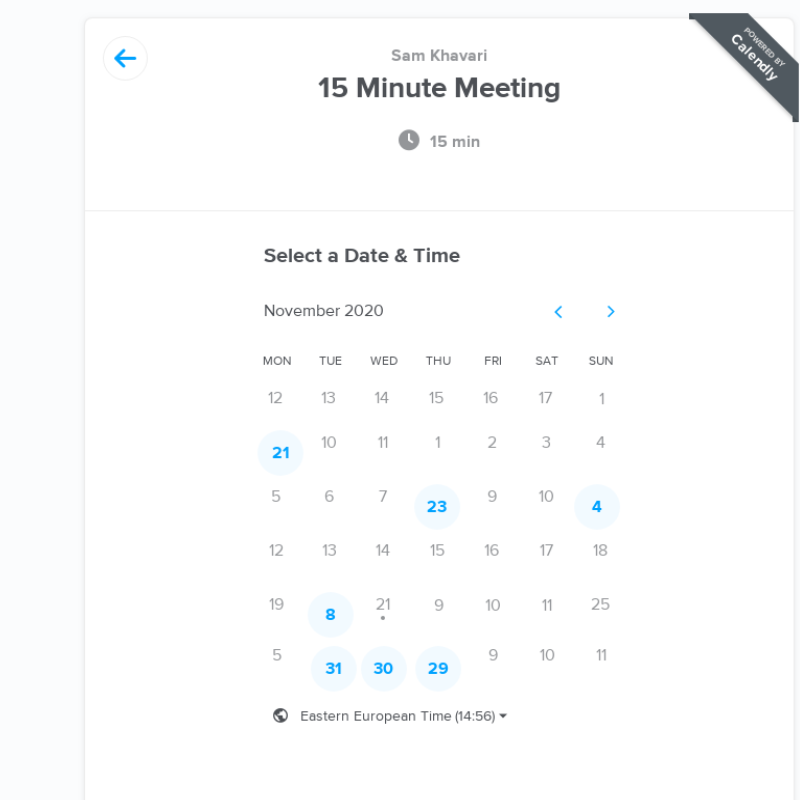 POWERED BY
Calendly
Sam Khavari
15 Minute Meeting
15 min
Select a Date & Time
November 2020
MON TUE WED THU FRI SAT SUN
12 13 14 15 16 17 1
21 10 11 1 2 3 4
5 6 7 23 9 10 4
12 13 14 15 16 17 18
19 8 21 9 10 11 25
5 31 30 29 9 10 11
Eastern European Time (14:56)